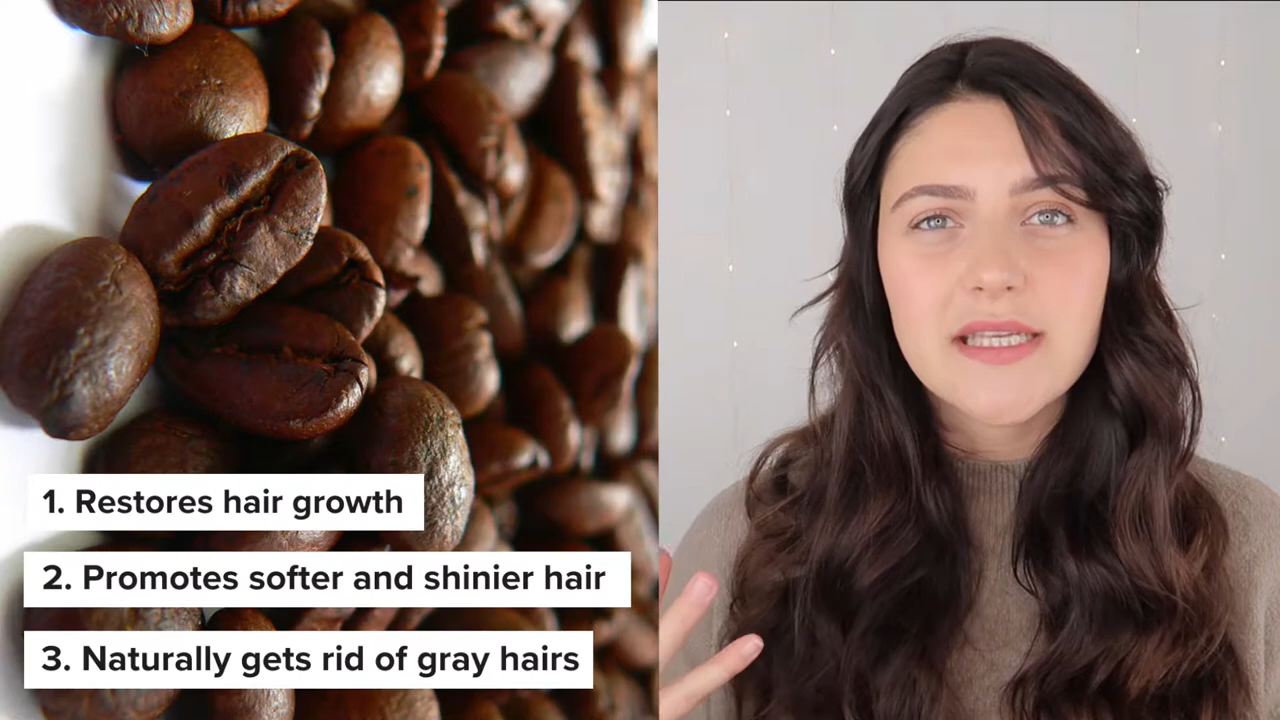 1. Restores hair growth
2. Promotes softer and shinier hair
3. Naturally gets rid of gray hairs